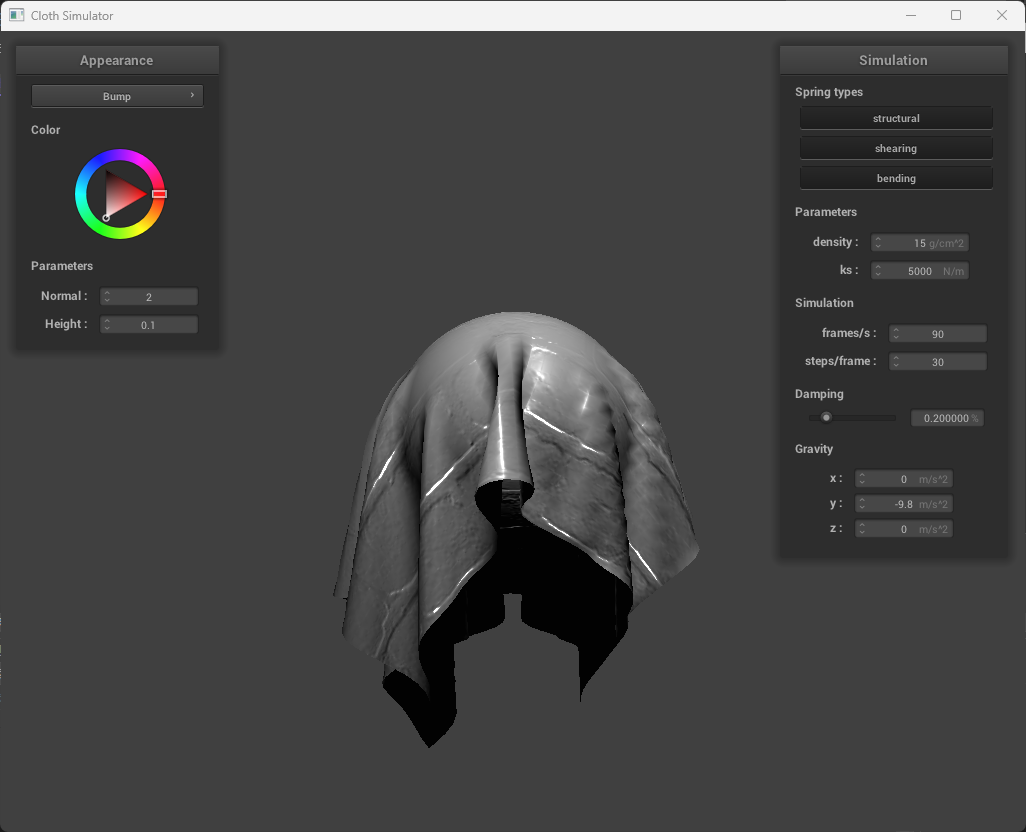 Cloth Simulator
Appearance
Bump
Color
Parameters
Normal : 2
Height : 0.1
Simulation
Spring types
structural
shearing
bending
Parameters
density : 15 g/cm^2
ks : 5000 N/m
Simulation
frames/s : 90
steps/frame : 30
Damping
0.200000 %
Gravity
x : 0 m/s^2
y : -9.8 m/s^2
z : 0 m/s^2